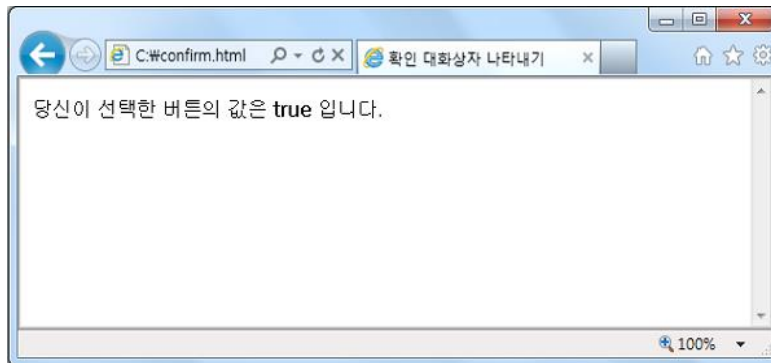 C:₩confirm.html
확인 대화상자 나타내기
당신이 선택한 버튼의 값은 true 입니다.
100%